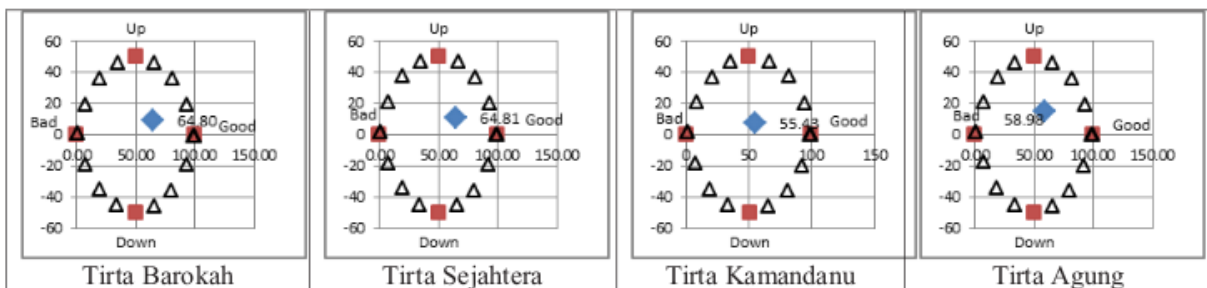 Up
60
40
20
0
-20
-40
-60
Bad
64.80
Good
0.00 50.00 100.00 150.00
Down
Tirta Barokah
Up
60
40
20
0
-20
-40
-60
Bad
64.81 Good
0.00 50.00 100.00 150.00
Down
Tirta Sejahtera
Up
60
40
20
0
-20
-40
-60
Bad
55.43 Good
0 50 100 150
Down
Tirta Kamandanu
Up
60
40
20
0
-20
-40
-60
Bad
58.98
Good
0.00 50.00 100.00 150.00
Down
Tirta Agung